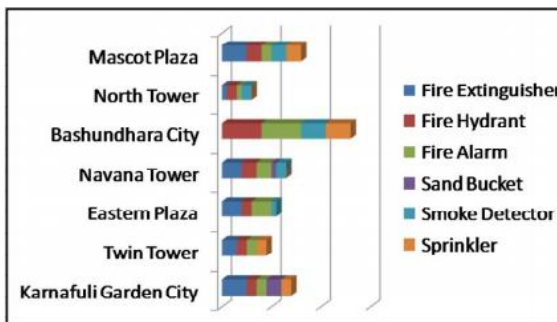 Mascot Plaza
North Tower
Bashundhara City
Navana Tower
Eastern Plaza
Twin Tower
Karnafuli Garden City
Fire Extinguisher
Fire Hydrant
Fire Alarm
Sand Bucket
Smoke Detector
Sprinkler